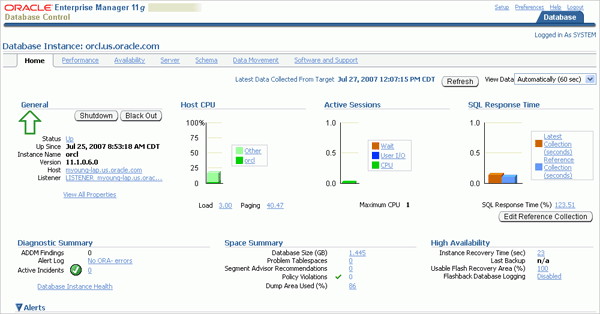 ORACLE Enterprise Manager 11g
Database Control
Setup Preferences Help Logout
Database
Logged in As SYSTEM
Database Instance: orcl.us.oracle.com
Home Performance Availability Server Schema Data Movement Software and Support
Latest Data Collected From Target Jul 27, 2007 12:07:15 PM CDT Refresh View Data Automatically (60 sec)
General
Shutdown Black Out
Status Up
Up Since Jul 25, 2007 8:53:18 AM CDT
Instance Name orcl
Version 11.1.0.6.0
Host myoung-lap.us.oracle.com
Listener LISTENER_myoung-lap.us.orac...
View All Properties
Host CPU
100%
75
50
25
0
Other
orcl
Load 3.00 Paging 40.47
Active Sessions
1.0
0.5
0.0
Wait
User I/O
CPU
Maximum CPU 1
SQL Response Time
1.0
0.5
0.0
Latest
Collection
(seconds)
Reference
Collection
(seconds)
SQL Response Time (%) 123.51
Edit Reference Collection
Diagnostic Summary
ADDM Findings 0
Alert Log No ORA- errors
Active Incidents 0
Database Instance Health
Space Summary
Database Size (GB) 1.445
Problem Tablespaces 0
Segment Advisor Recommendations 0
Policy Violations 0
Dump Area Used (%) 86
High Availability
Instance Recovery Time (sec) 23
Last Backup n/a
Usable Flash Recovery Area (%) 100
Flashback Database Logging Disabled
Alerts